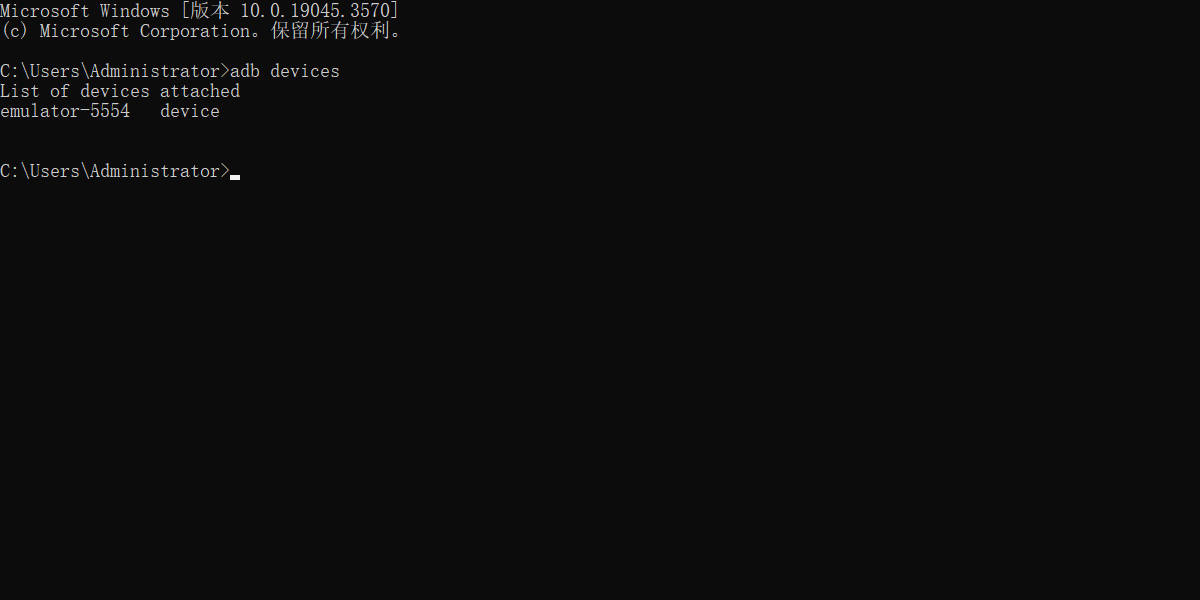 Microsoft Windows [版本 10.0.19045.3570]
(c) Microsoft Corporation。保留所有权利。
C:\Users\Administrator>adb devices
List of devices attached
emulator-5554   device
C:\Users\Administrator>